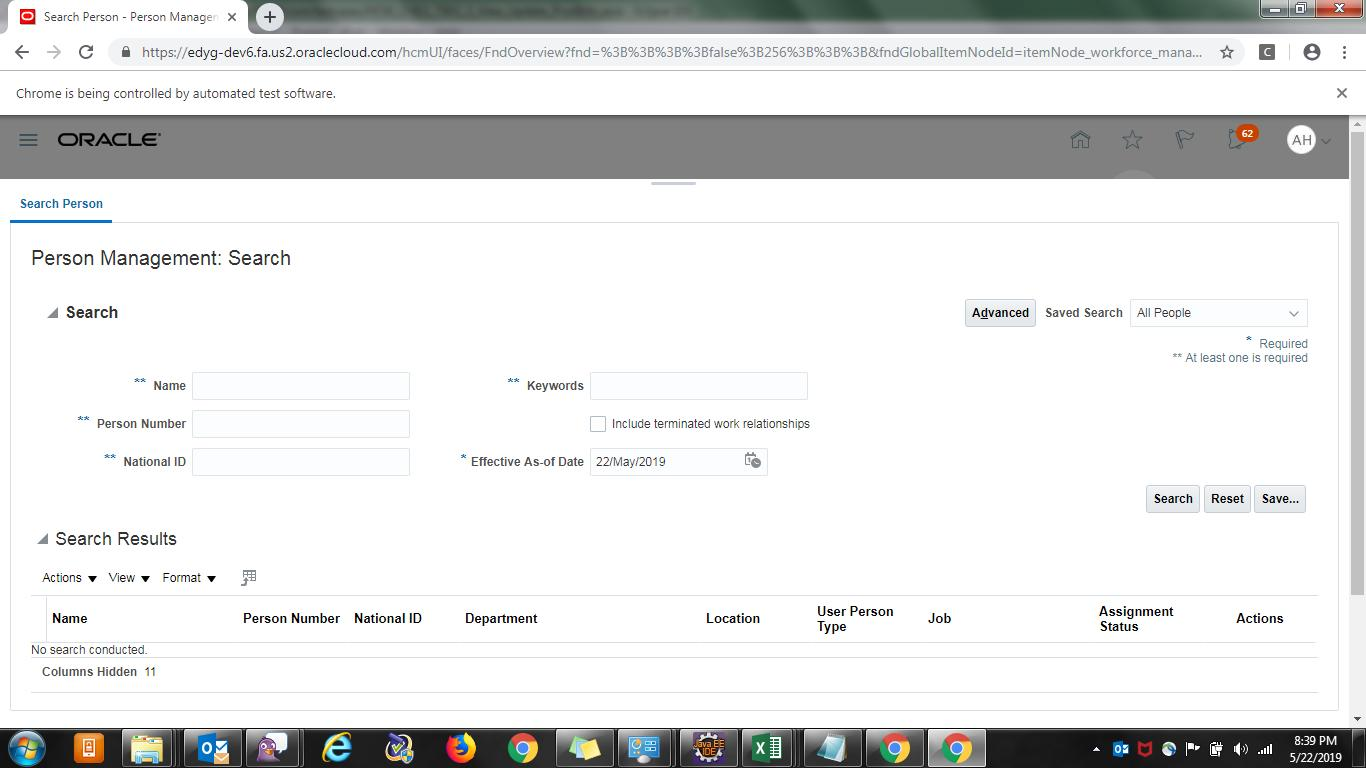 Search Person - Person Managen
https://edyg-dev6.fa.us2.oraclecloud.com/hcmUI/faces/FndOverview?fnd=%3B%3B%3B%3Bfalse%3B256%3B%3B%3B&fndGlobalItemNodeId=itemNode_workforce_mana...
C
Chrome is being controlled by automated test software.
ORACLE
62
AH
Search Person
Person Management: Search
Search
Advanced Saved Search All People
* Required
** At least one is required
** Name ** Keywords
** Person Number Include terminated work relationships
** National ID * Effective As-of Date 22/May/2019
Search Reset Save...
Search Results
Actions View Format
Name Person Number National ID Department Location User Person Type Job Assignment Status Actions
No search conducted.
Columns Hidden 11
Java EE IDE
8:39 PM
5/22/2019